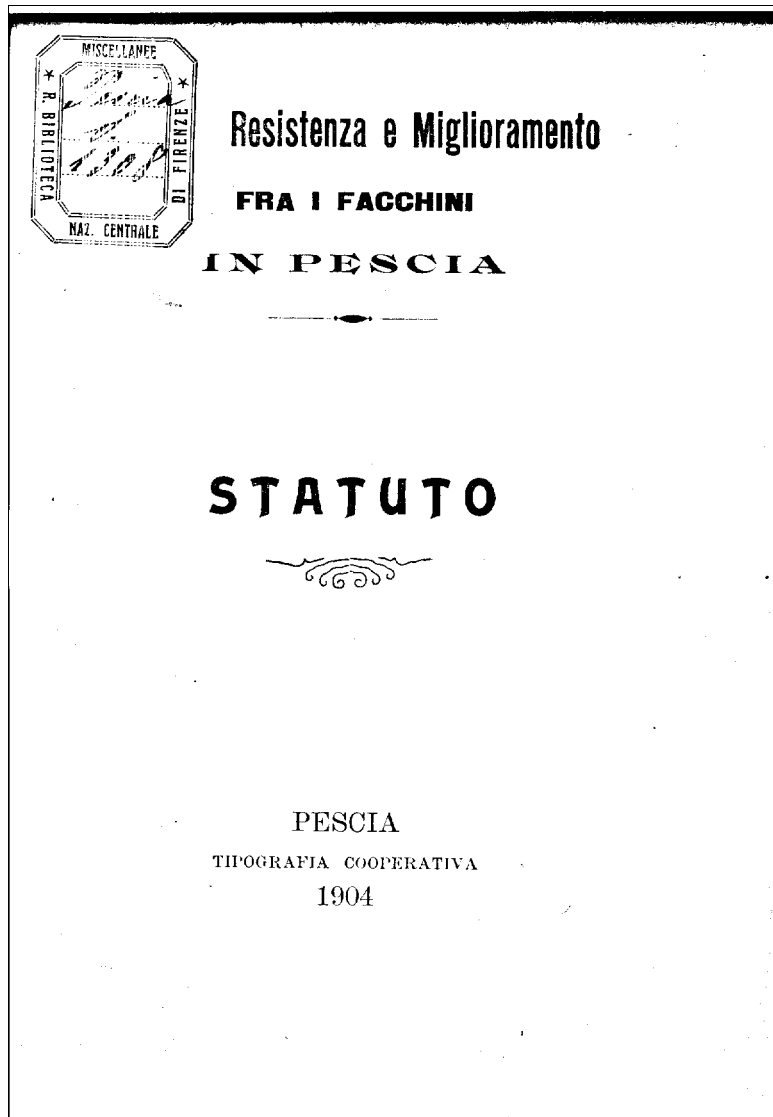 MISCELLANEE
R. BIBLIOTECA
DI FIRENZE
NAZ. CENTRALE
Resistenza e Miglioramento
FRA I FACCHINI
IN PESCIA
STATUTO
PESCIA
TIPOGRAFIA COOPERATIVA
1904